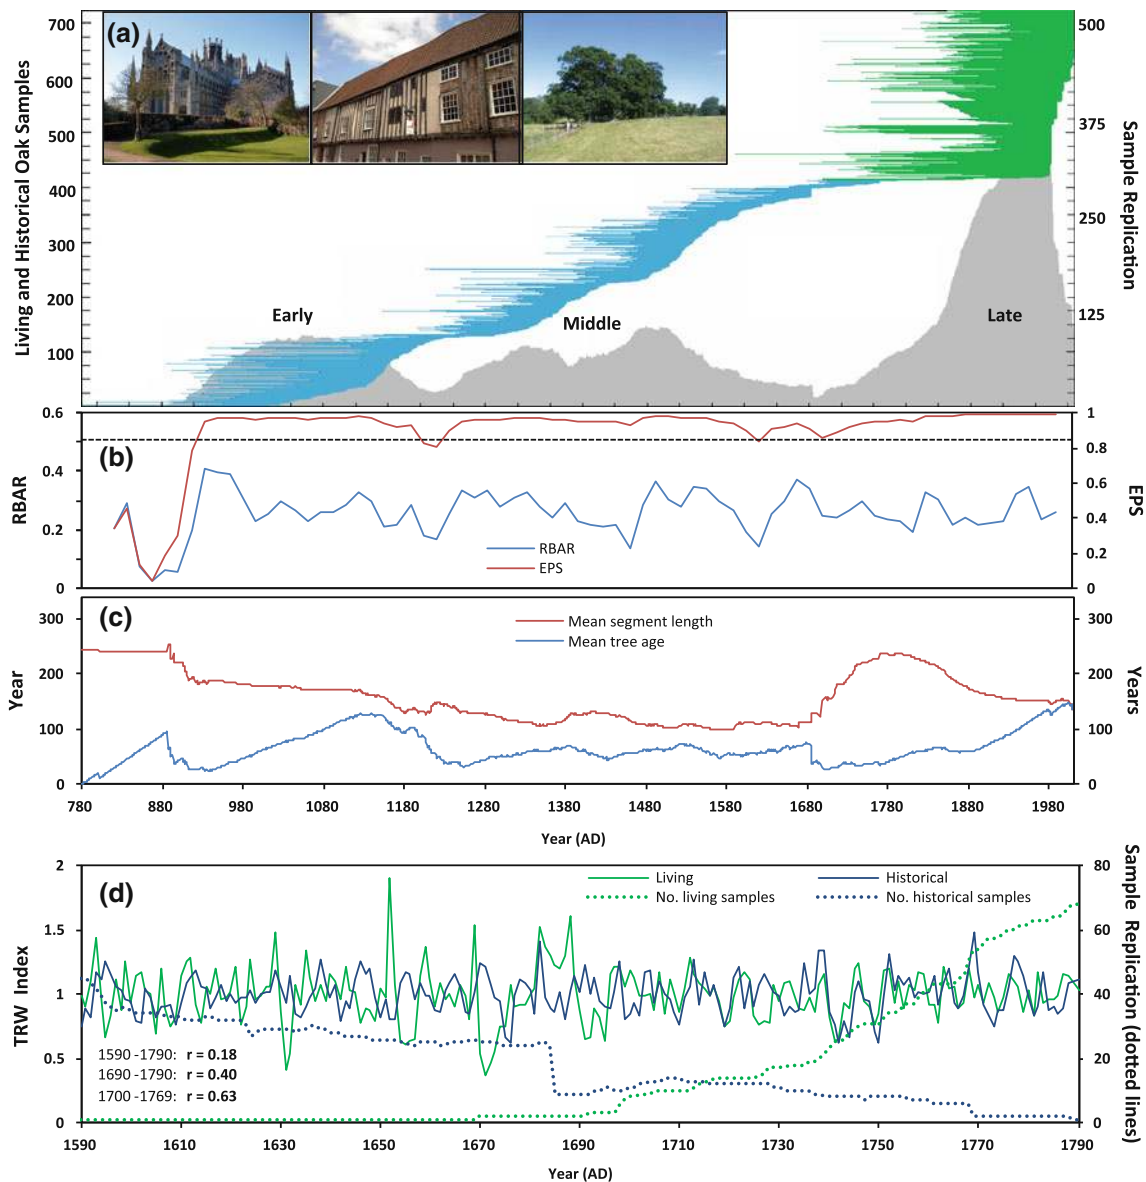 (a)
Living and Historical Oak Samples
700
600
500
400
300
200
100
500
375
250
125
Sample Replication
Early
Middle
Late
(b)
RBAR
0.6
0.4
0.2
0
1
0.8
0.6
0.4
0.2
0
EPS
RBAR
EPS
(c)
Year
300
200
100
0
300
200
100
0
Years
Mean segment length
Mean tree age
780 880 980 1080 1180 1280 1380 1480 1580 1680 1780 1880 1980
Year (AD)
(d)
TRW Index
2
1.5
1
0.5
0
80
60
40
20
0
Sample Replication (dotted lines)
Living Historical
No. living samples No. historical samples
1590 -1790: r = 0.18
1690 -1790: r = 0.40
1700 -1769: r = 0.63
1590 1610 1630 1650 1670 1690 1710 1730 1750 1770 1790
Year (AD)